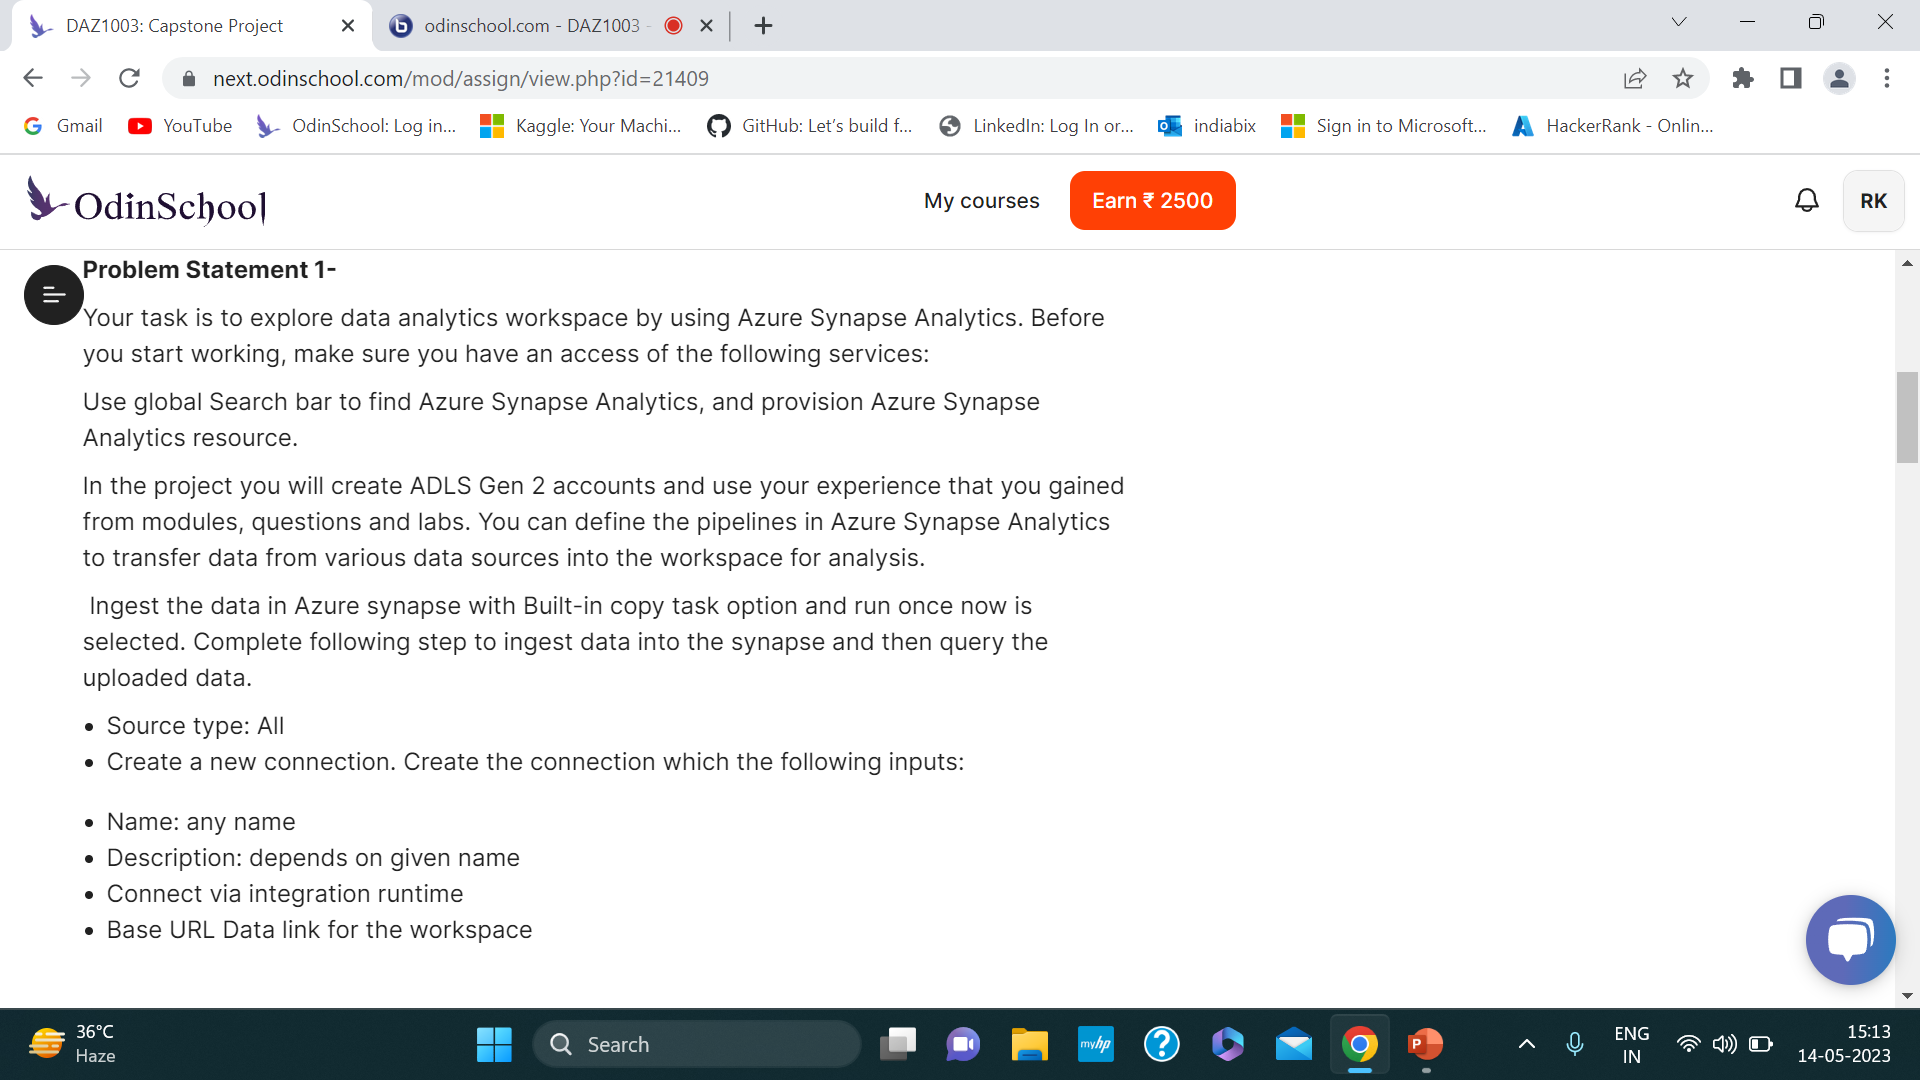 DAZ1003: Capstone Project
odinschool.com - DAZ1003 -
next.odinschool.com/mod/assign/view.php?id=21409
Gmail
YouTube
OdinSchool: Log in...
Kaggle: Your Machi...
GitHub: Let's build f...
LinkedIn: Log In or...
indiabix
Sign in to Microsoft...
HackerRank - Onlin...
OdinSchool
My courses
Earn ₹ 2500
RK
Problem Statement 1-
Your task is to explore data analytics workspace by using Azure Synapse Analytics. Before
you start working, make sure you have an access of the following services:
Use global Search bar to find Azure Synapse Analytics, and provision Azure Synapse
Analytics resource.
In the project you will create ADLS Gen 2 accounts and use your experience that you gained
from modules, questions and labs. You can define the pipelines in Azure Synapse Analytics
to transfer data from various data sources into the workspace for analysis.
Ingest the data in Azure synapse with Built-in copy task option and run once now is
selected. Complete following step to ingest data into the synapse and then query the
uploaded data.
• Source type: All
• Create a new connection. Create the connection which the following inputs:
• Name: any name
• Description: depends on given name
• Connect via integration runtime
• Base URL Data link for the workspace
36°C
Haze
Search
myhp
ENG
IN
15:13
14-05-2023